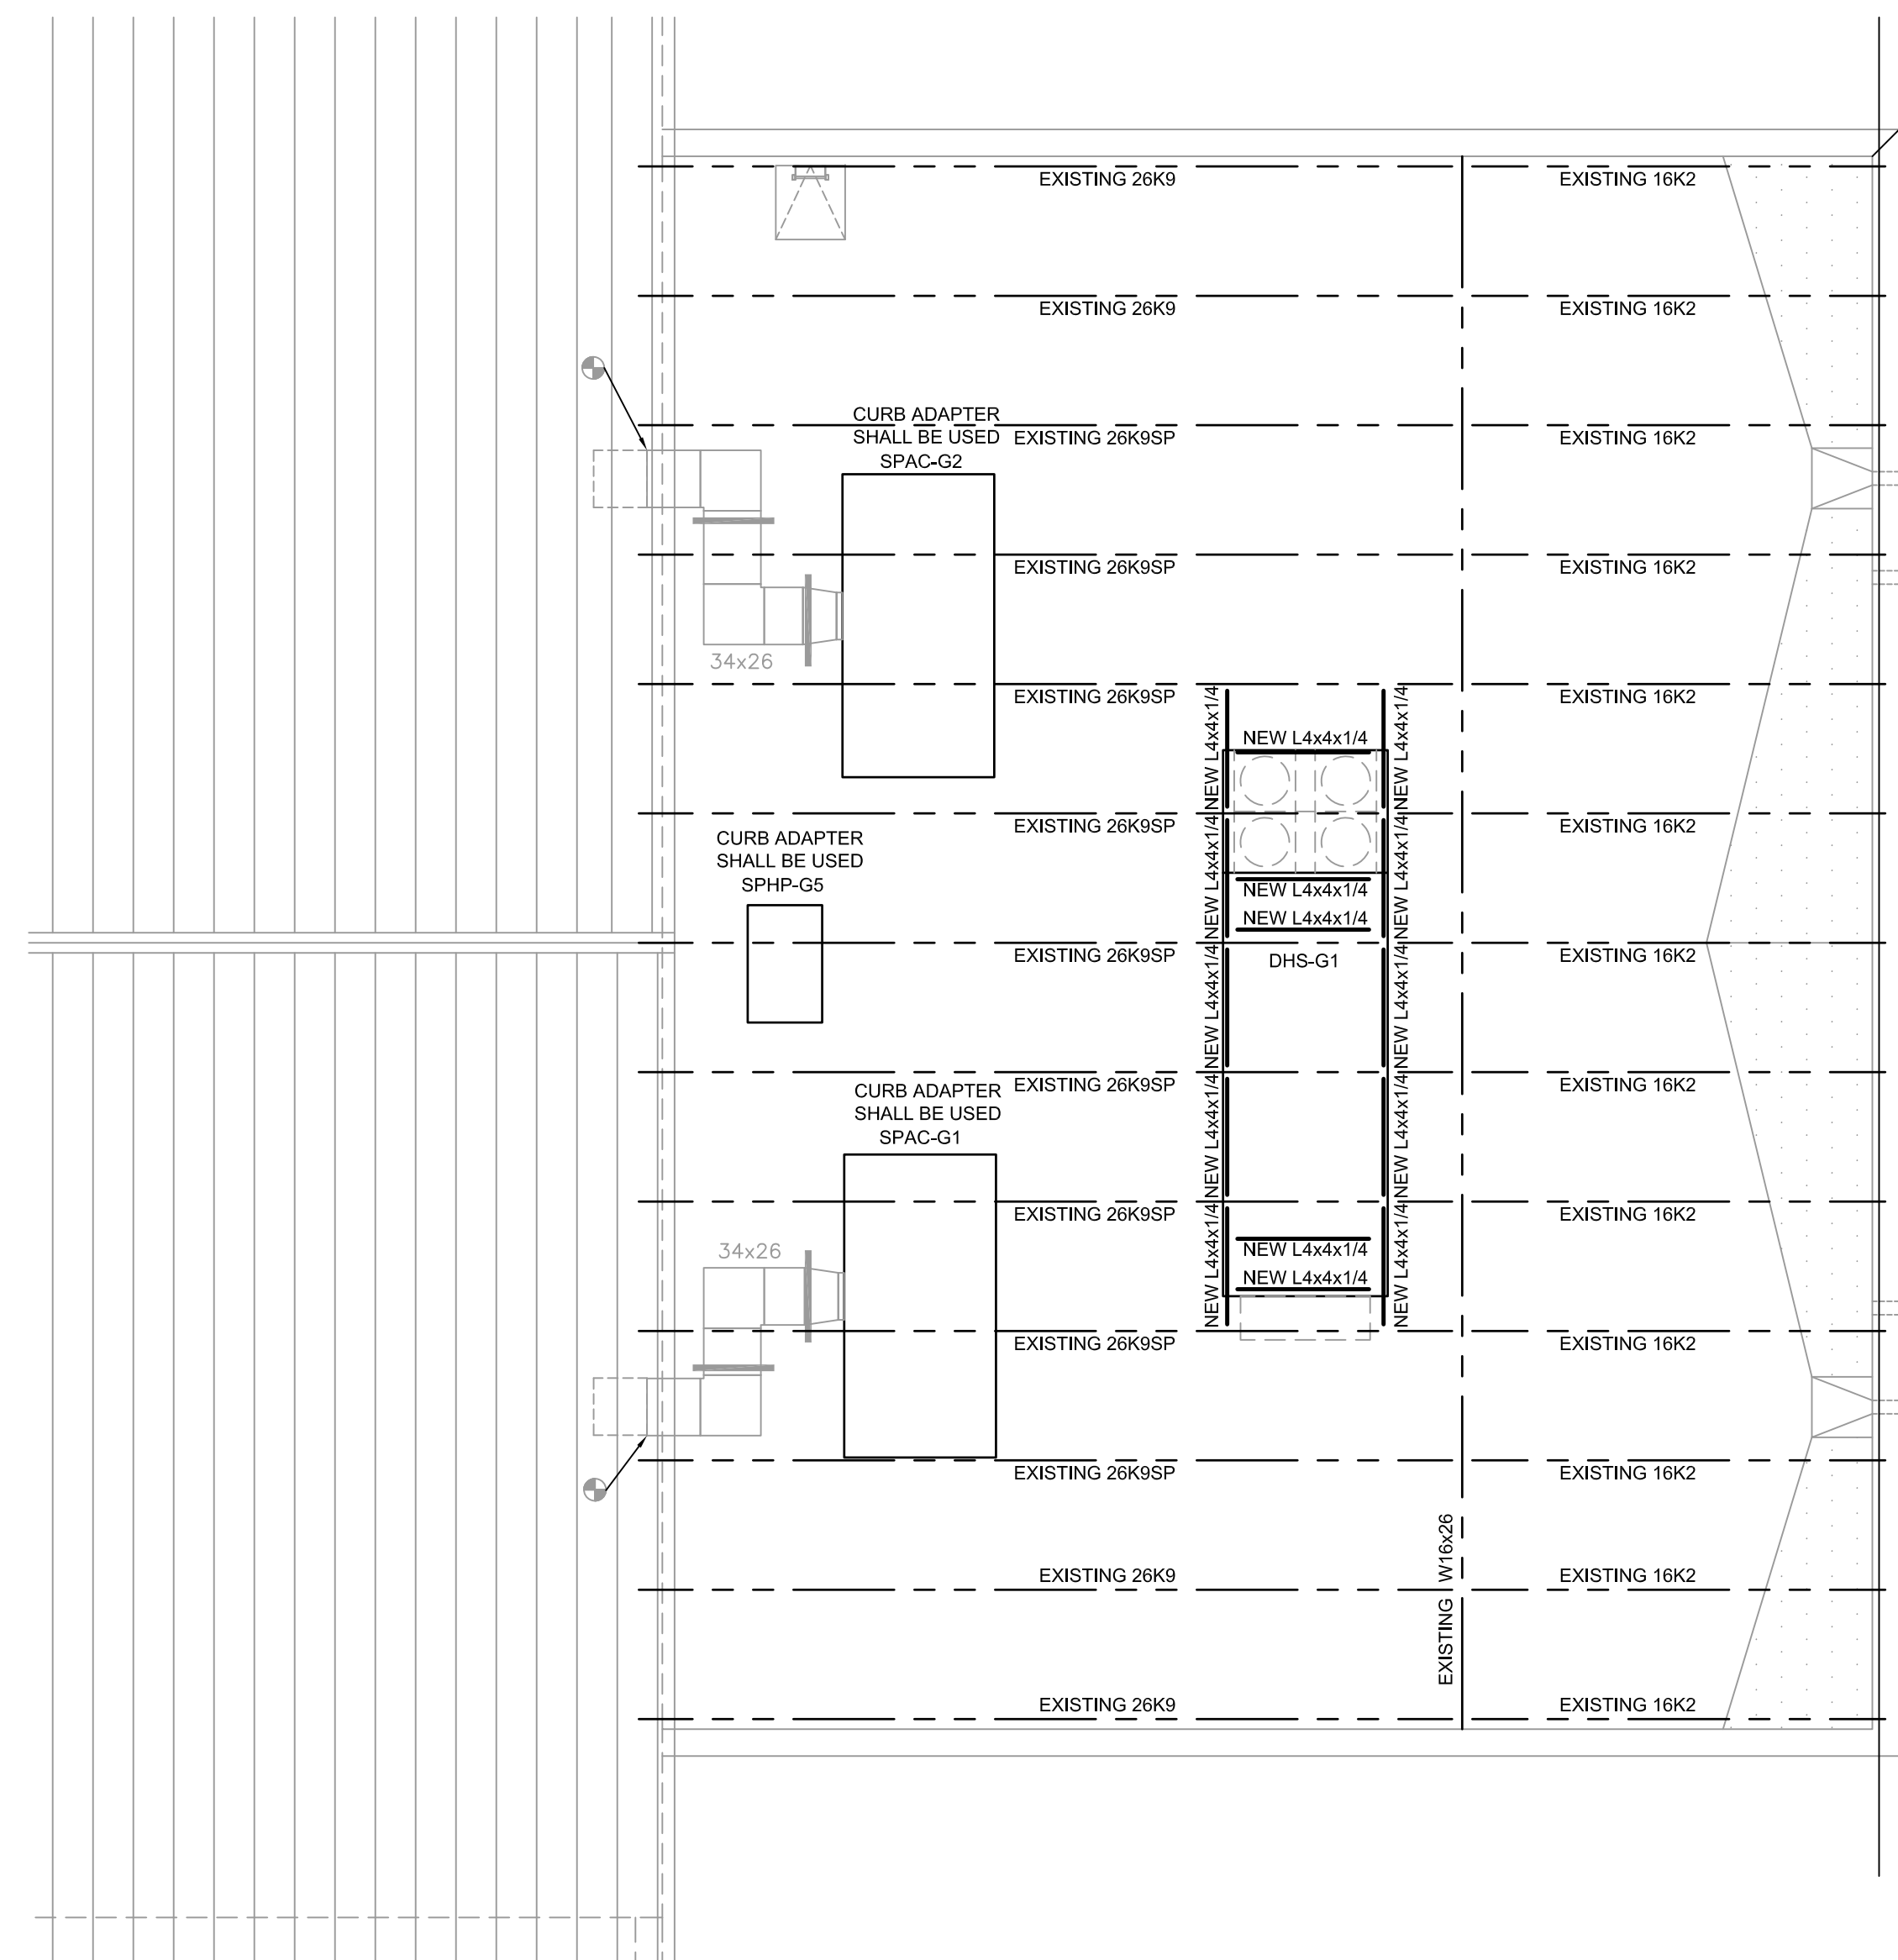 EXISTING 26K9
EXISTING 16K2
EXISTING 26K9
EXISTING 16K2
CURB ADAPTER
SHALL BE USED
SPAC-G2
EXISTING 26K9SP
EXISTING 16K2
EXISTING 26K9SP
EXISTING 16K2
34x26
EXISTING 26K9SP
EXISTING 16K2
NEW L4x4x1/4
NEW L4x4x1/4
NEW L4x4x1/4
EXISTING 26K9SP
EXISTING 16K2
CURB ADAPTER
SHALL BE USED
SPHP-G5
NEW L4x4x1/4
NEW L4x4x1/4
NEW L4x4x1/4
NEW L4x4x1/4
EXISTING 26K9SP
EXISTING 16K2
DHS-G1
NEW L4x4x1/4
NEW L4x4x1/4
EXISTING 26K9SP
EXISTING 16K2
CURB ADAPTER
SHALL BE USED
SPAC-G1
NEW L4x4x1/4
NEW L4x4x1/4
EXISTING 26K9SP
EXISTING 16K2
34x26
NEW L4x4x1/4
NEW L4x4x1/4
NEW L4x4x1/4
NEW L4x4x1/4
EXISTING 26K9SP
EXISTING 16K2
EXISTING 26K9SP
EXISTING 16K2
EXISTING W16x26
EXISTING 26K9
EXISTING 16K2
EXISTING 26K9
EXISTING 16K2